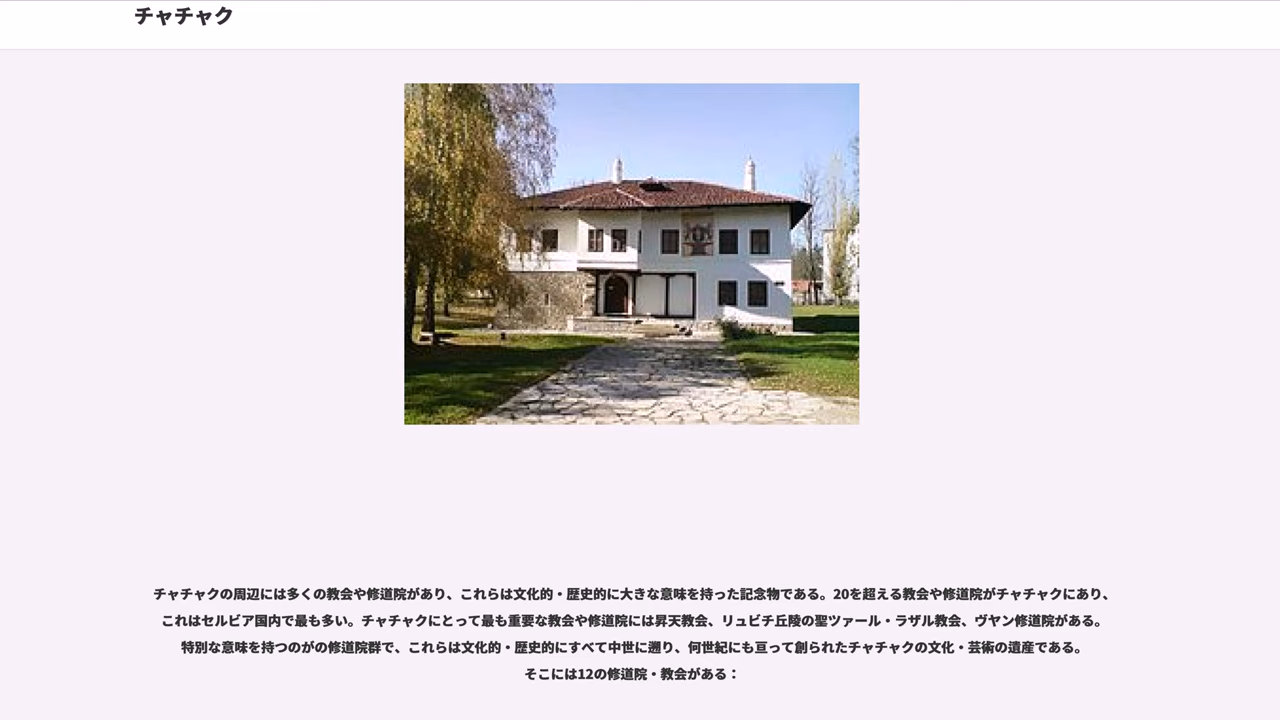 チャチャク
チャチャクの周辺には多くの教会や修道院があり、これらは文化的・歴史的に大きな意味を持った記念物である。20を超える教会や修道院がチャチャクにあり、
これはセルビア国内で最も多い。チャチャクにとって最も重要な教会や修道院には昇天教会、リュビチ丘陵の聖ツァール・ラザル教会、ヴヤン修道院がある。
特別な意味を持つのがの修道院群で、これらは文化的・歴史的にすべて中世に遡り、何世紀にも亘って創られたチャチャクの文化・芸術の遺産である。
そこには12の修道院・教会がある：